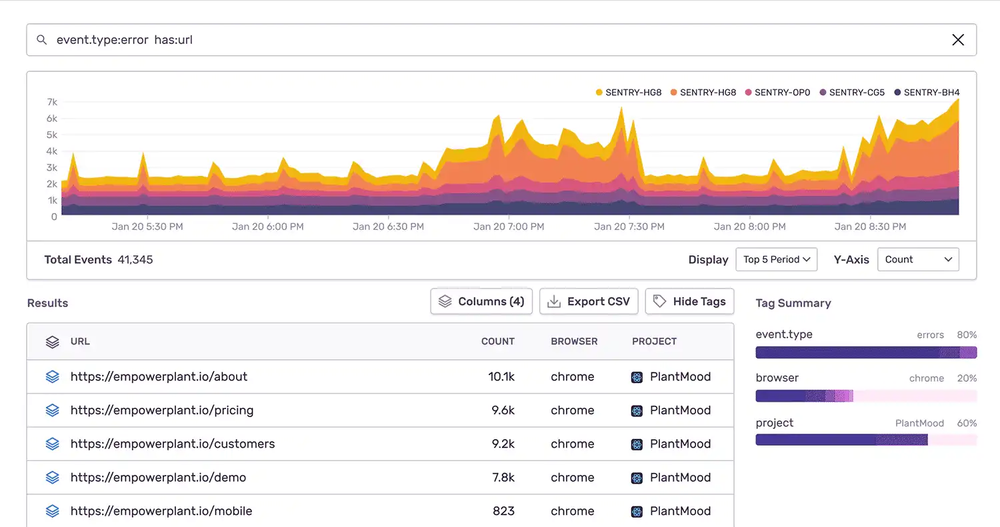 event.type:error has:url
SENTRY-HG8 SENTRY-HG8 SENTRY-OP0 SENTRY-CG5 SENTRY-BH4
7k
6k
5k
4k
3k
2k
1k
0
Jan 20 5:30 PM Jan 20 6:00 PM Jan 20 6:30 PM Jan 20 7:00 PM Jan 20 7:30 PM Jan 20 8:00 PM Jan 20 8:30 PM
Total Events 41,345 Display Top 5 Period Y-Axis Count
Results Columns (4) Export CSV Hide Tags
URL COUNT BROWSER PROJECT
https://empowerplant.io/about 10.1k chrome PlantMood
https://empowerplant.io/pricing 9.6k chrome PlantMood
https://empowerplant.io/customers 9.2k chrome PlantMood
https://empowerplant.io/demo 7.8k chrome PlantMood
https://empowerplant.io/mobile 823 chrome PlantMood
Tag Summary
event.type errors 80%
browser chrome 20%
project PlantMood 60%